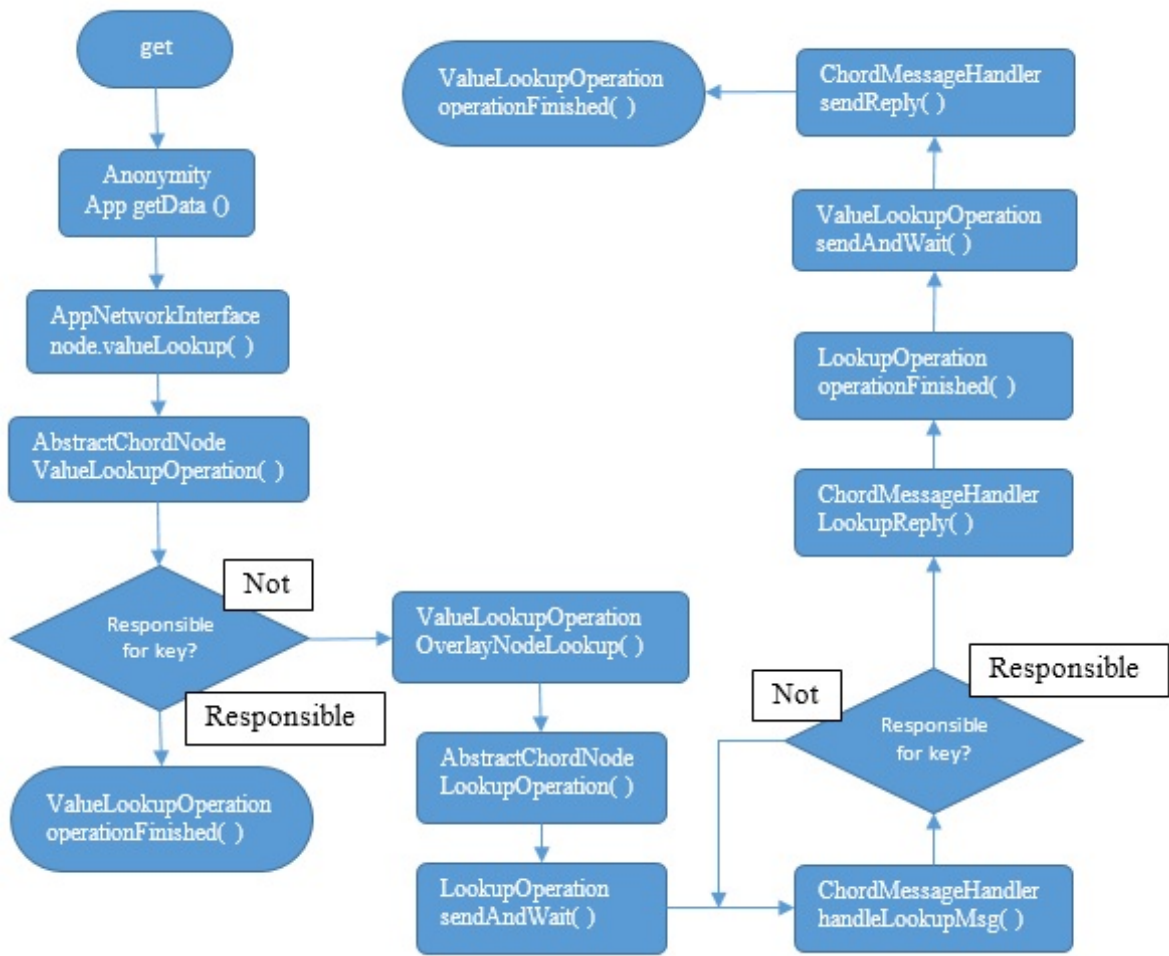 get
Anonymity
App getData ()
AppNetworkInterface
node.valueLookup( )
AbstractChordNode
ValueLookupOperation( )
Responsible
for key?
Not
Responsible
ValueLookupOperation
operationFinished( )
ValueLookupOperation
OverlayNodeLookup( )
AbstractChordNode
LookupOperation( )
LookupOperation
sendAndWait( )
ChordMessageHandler
handleLookupMsg( )
Responsible
for key?
Not
Responsible
ChordMessageHandler
LookupReply( )
LookupOperation
operationFinished( )
ValueLookupOperation
sendAndWait( )
ChordMessageHandler
sendReply( )
ValueLookupOperation
operationFinished( )